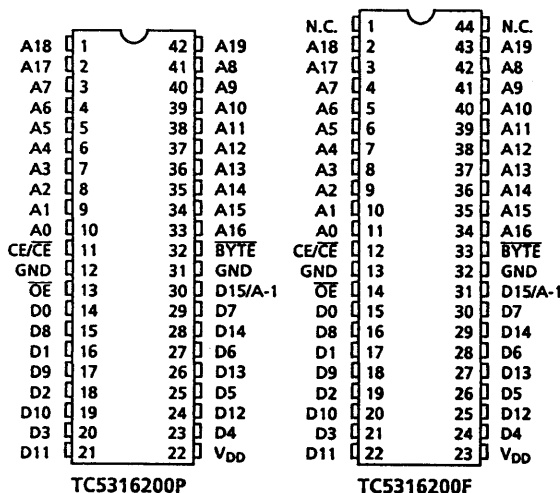 A18 1 42 A19
A17 2 41 A8
A7 3 40 A9
A6 4 39 A10
A5 5 38 A11
A4 6 37 A12
A3 7 36 A13
A2 8 35 A14
A1 9 34 A15
A0 10 33 A16
CE/C̅E̅ 11 32 B̅Y̅T̅E̅
GND 12 31 GND
O̅E̅ 13 30 D15/A-1
D0 14 29 D7
D8 15 28 D14
D1 16 27 D6
D9 17 26 D13
D2 18 25 D5
D10 19 24 D12
D3 20 23 D4
D11 21 22 VDD
TC5316200P
N.C. 1 44 N.C.
A18 2 43 A19
A17 3 42 A8
A7 4 41 A9
A6 5 40 A10
A5 6 39 A11
A4 7 38 A12
A3 8 37 A13
A2 9 36 A14
A1 10 35 A15
A0 11 34 A16
CE/C̅E̅ 12 33 B̅Y̅T̅E̅
GND 13 32 GND
O̅E̅ 14 31 D15/A-1
D0 15 30 D7
D8 16 29 D14
D1 17 28 D6
D9 18 27 D13
D2 19 26 D5
D10 20 25 D12
D3 21 24 D4
D11 22 23 VDD
TC5316200F